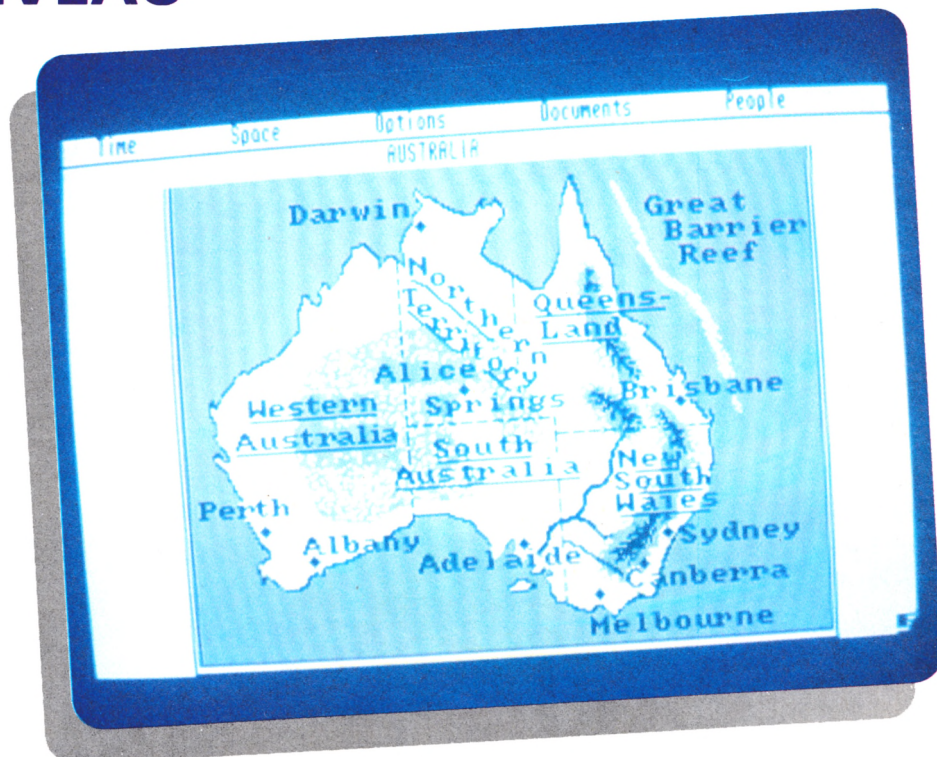 Time Space Options Documents People
AUSTRALIA
Darwin
Great
Barrier
Reef
Northern
Territory
Queens-
Land
Alice
Springs
Brisbane
Western
Australia
South
Australia
New
South
Wales
Perth
Albany
Adelaide
Sydney
Canberra
Melbourne